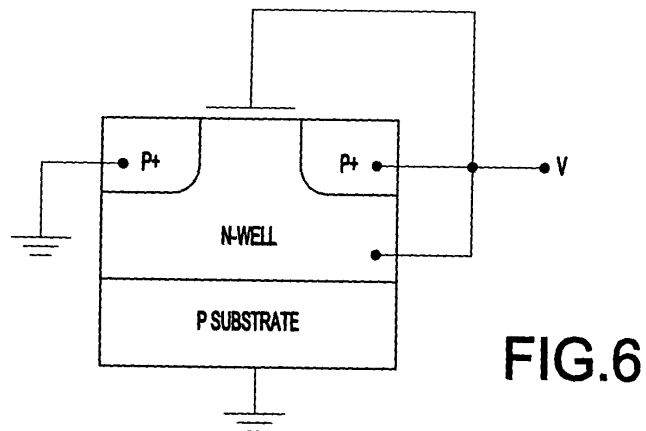 P+
P+
V
N-WELL
P SUBSTRATE
FIG.6